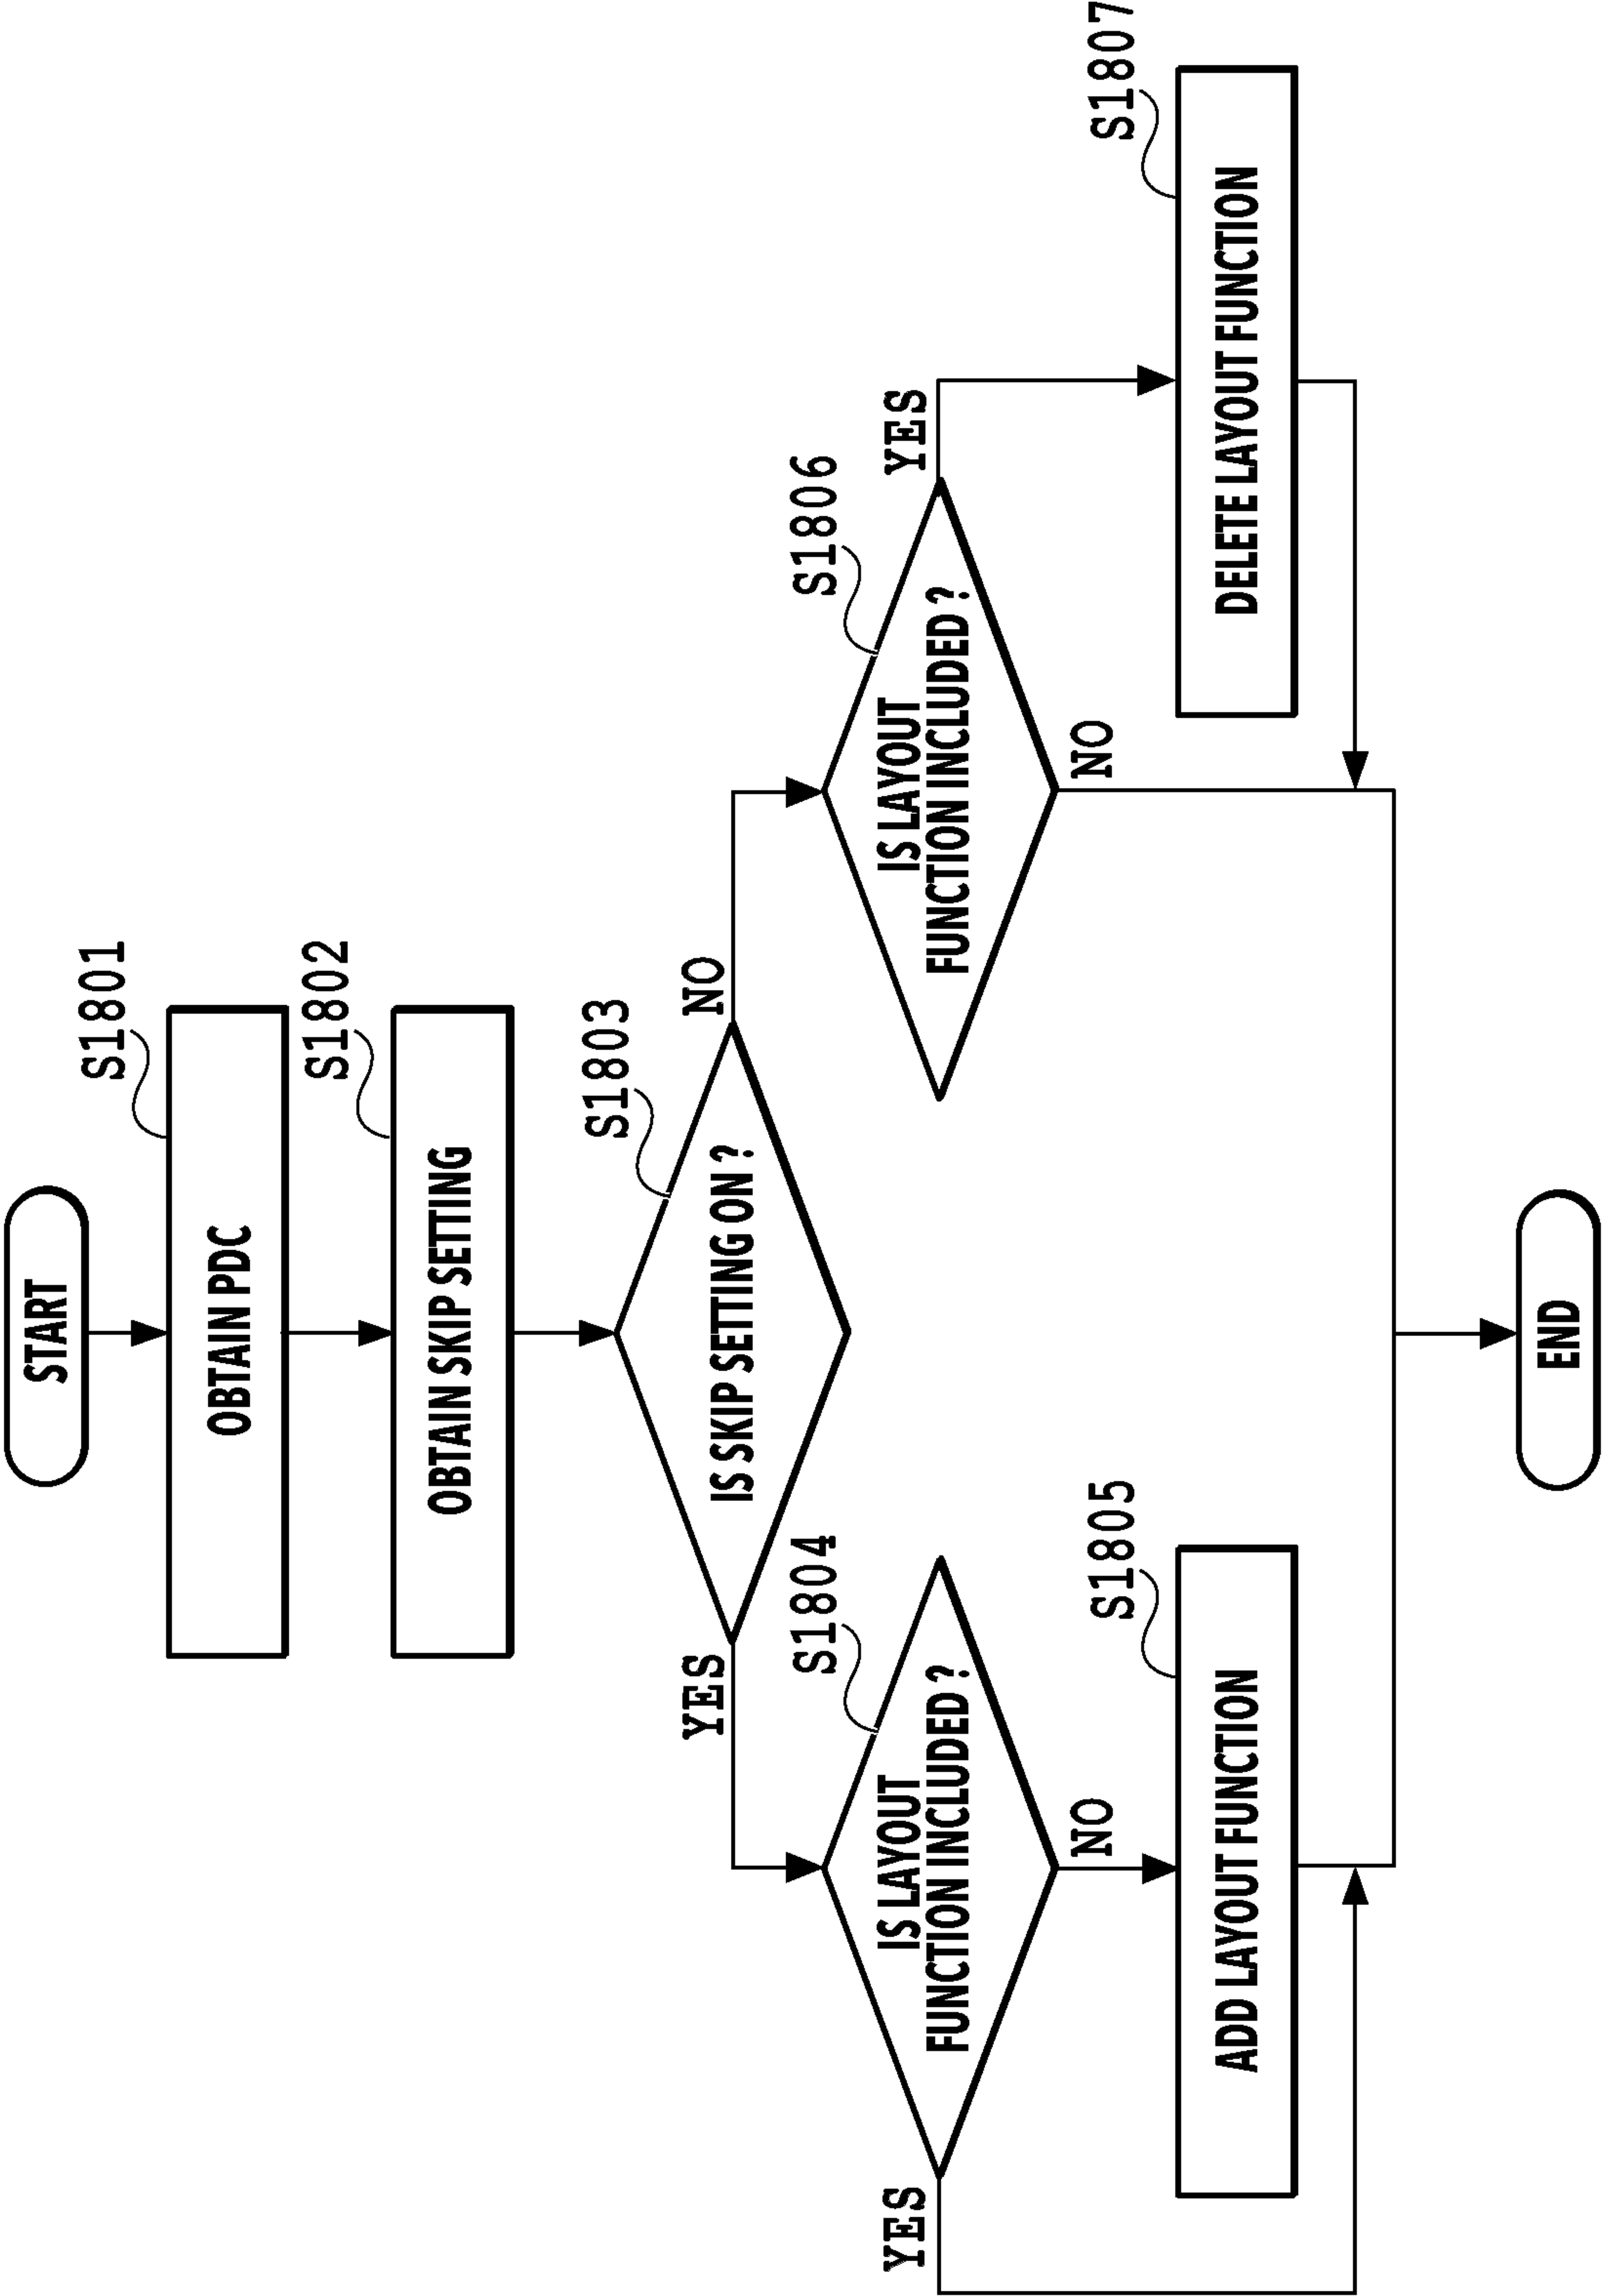 START
S1801
OBTAIN PDC
S1802
OBTAIN SKIP SETTING
S1803
IS SKIP SETTING ON ?
YES
NO
S1804
IS LAYOUT
FUNCTION INCLUDED ?
YES
NO
S1805
ADD LAYOUT FUNCTION
S1806
IS LAYOUT
FUNCTION INCLUDED ?
YES
NO
S1807
DELETE LAYOUT FUNCTION
END